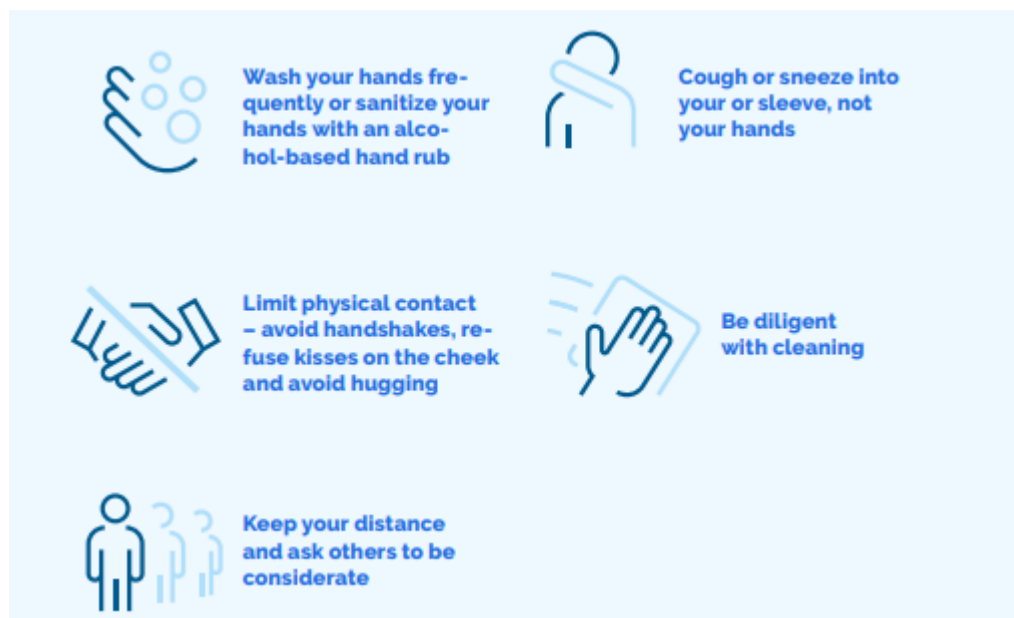 Wash your hands fre-
quently or sanitize your
hands with an alco-
hol-based hand rub
Cough or sneeze into
your or sleeve, not
your hands
Limit physical contact
– avoid handshakes, re-
fuse kisses on the cheek
and avoid hugging
Be diligent
with cleaning
Keep your distance
and ask others to be
considerate